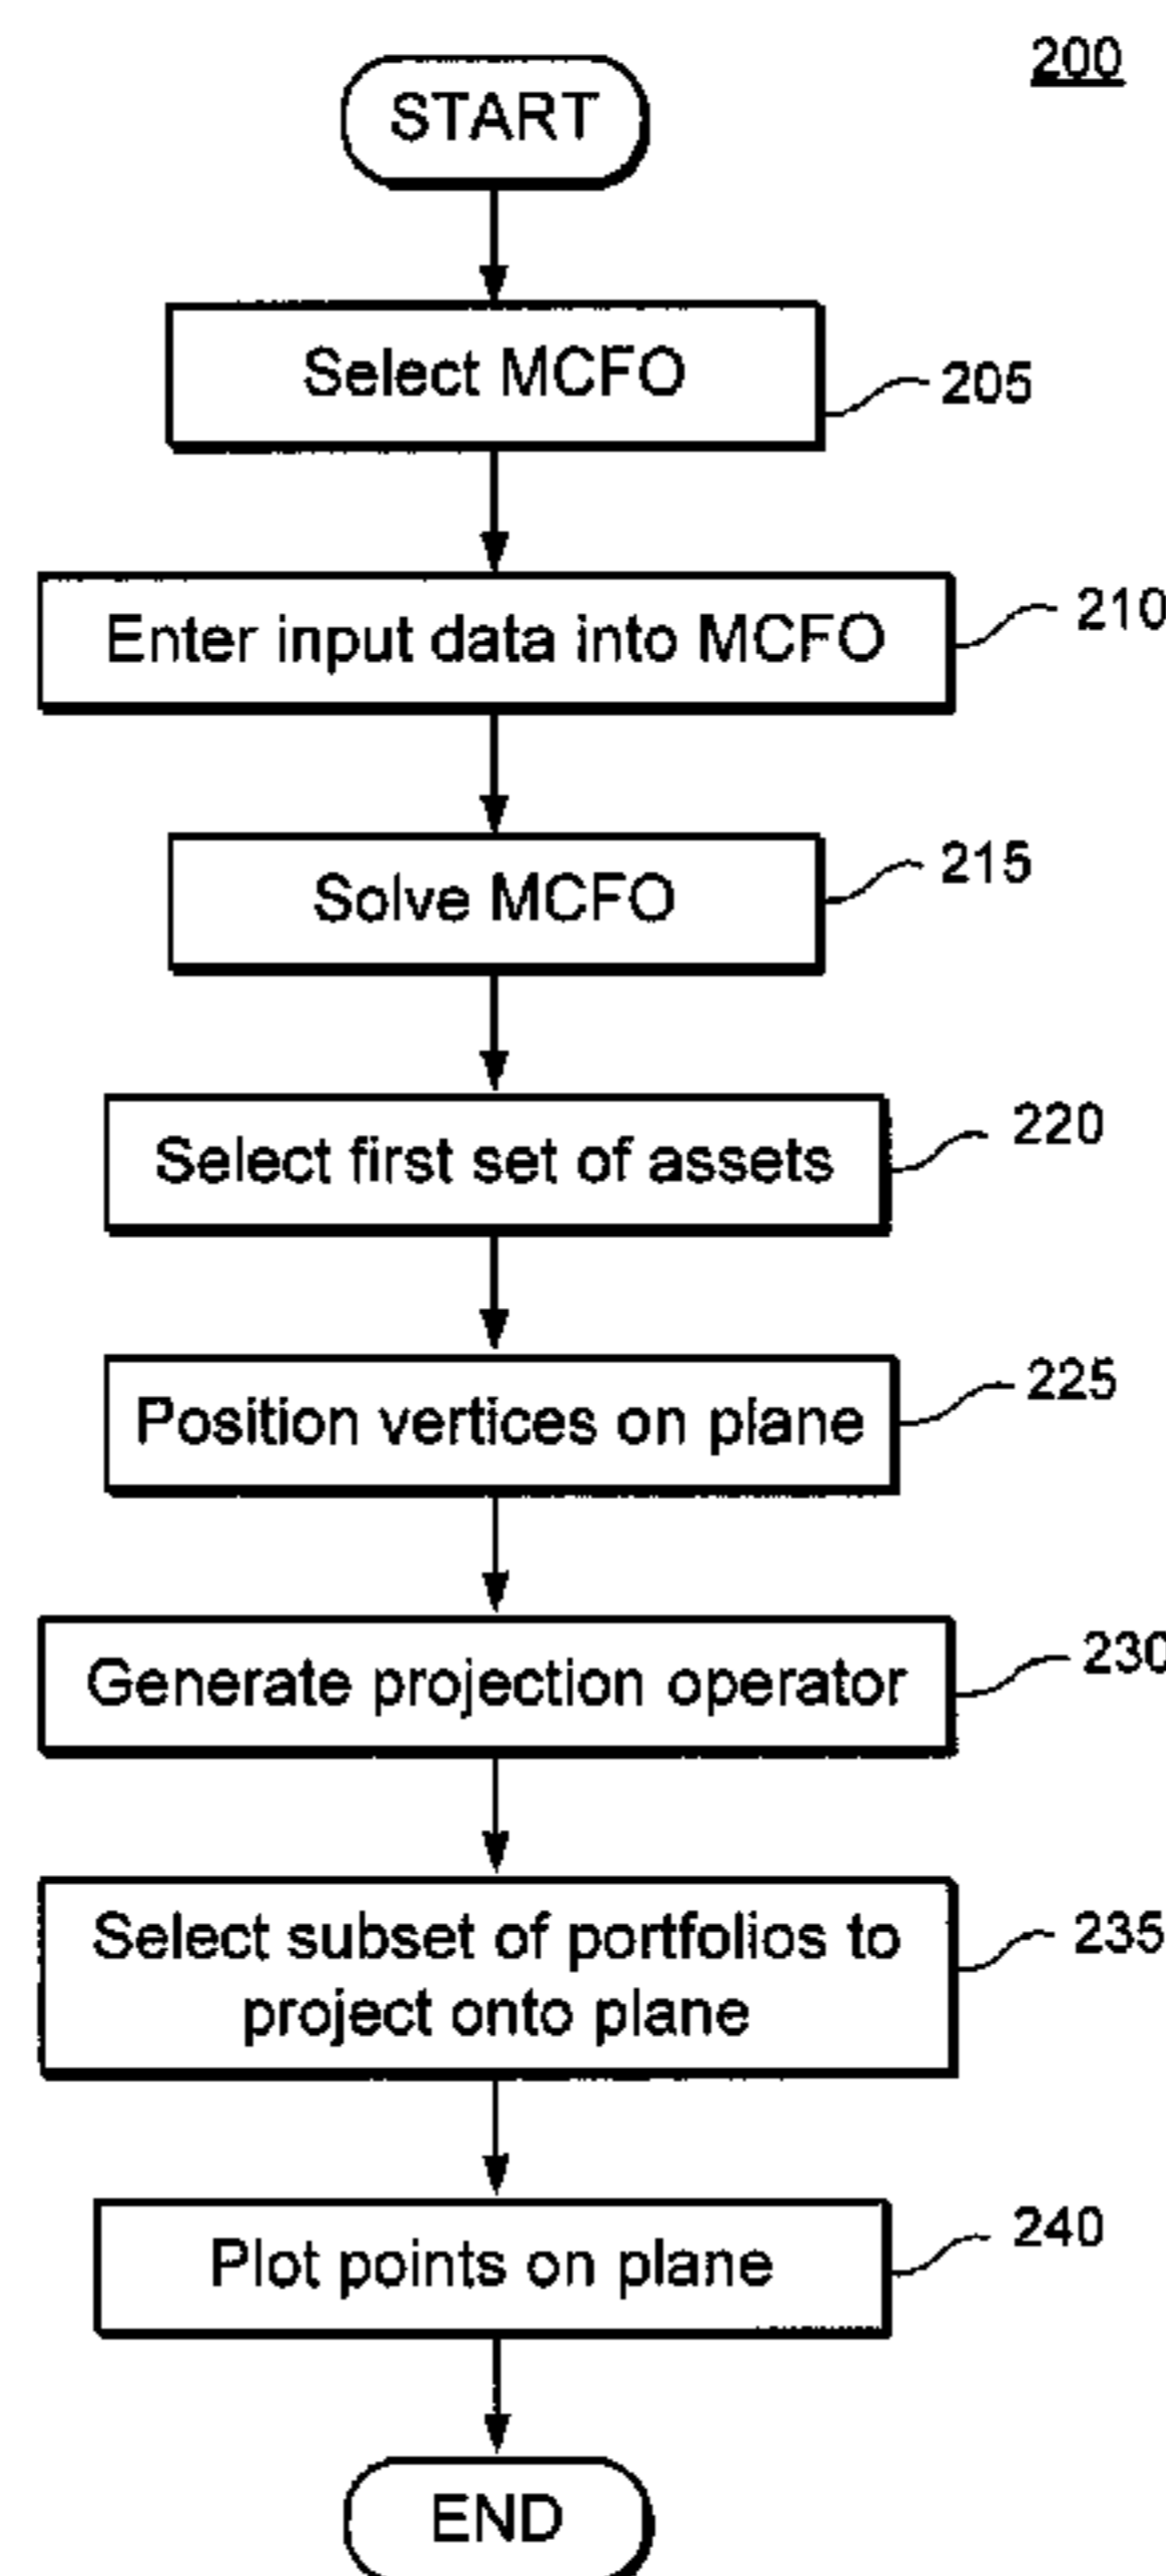 200
START
Select MCFO
205
Enter input data into MCFO
210
Solve MCFO
215
Select first set of assets
220
Position vertices on plane
225
Generate projection operator
230
Select subset of portfolios to
project onto plane
235
Plot points on plane
240
END